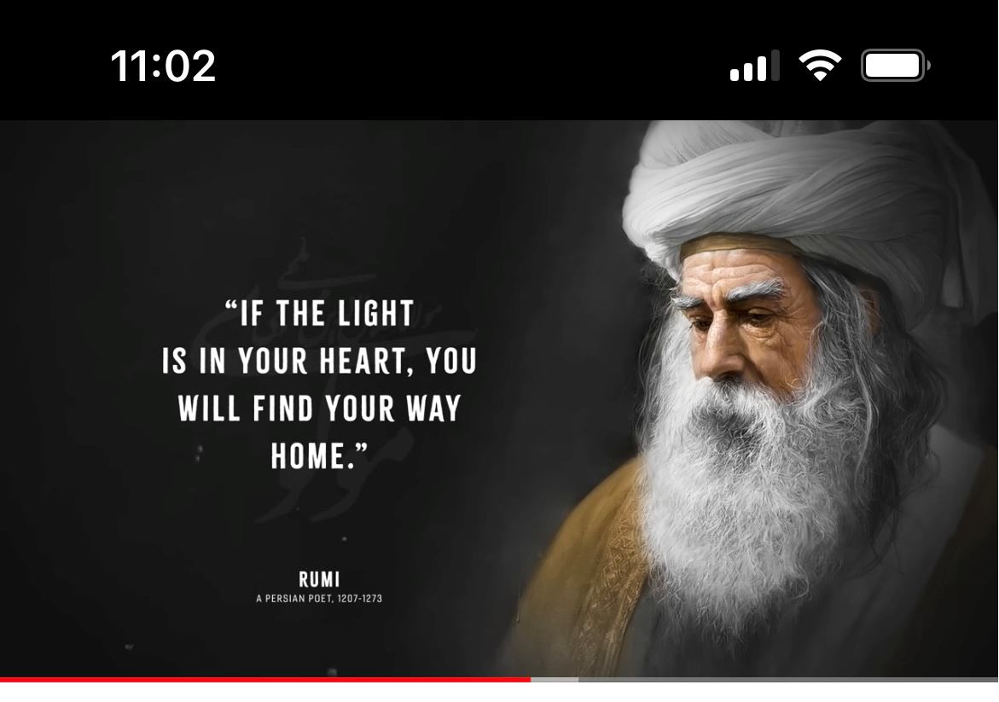 11:02
“IF THE LIGHT
IS IN YOUR HEART, YOU
WILL FIND YOUR WAY
HOME.”
RUMI
A PERSIAN POET, 1207-1273